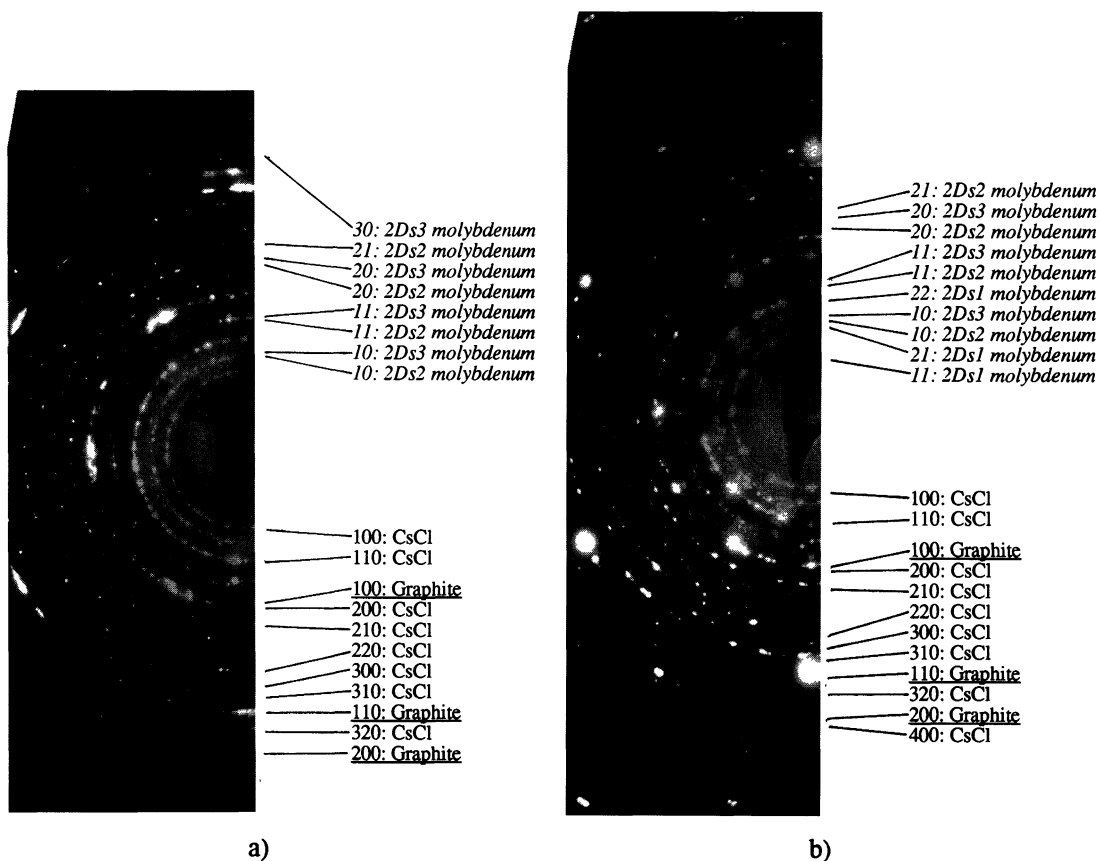 30: 2Ds3 molybdenum
21: 2Ds2 molybdenum
20: 2Ds3 molybdenum
20: 2Ds2 molybdenum
11: 2Ds3 molybdenum
11: 2Ds2 molybdenum
10: 2Ds3 molybdenum
10: 2Ds2 molybdenum
100: CsCl
110: CsCl
100: Graphite
200: CsCl
210: CsCl
220: CsCl
300: CsCl
310: CsCl
110: Graphite
320: CsCl
200: Graphite
a)
21: 2Ds2 molybdenum
20: 2Ds3 molybdenum
20: 2Ds2 molybdenum
11: 2Ds3 molybdenum
11: 2Ds2 molybdenum
22: 2Ds1 molybdenum
10: 2Ds3 molybdenum
10: 2Ds2 molybdenum
21: 2Ds1 molybdenum
11: 2Ds1 molybdenum
100: CsCl
110: CsCl
100: Graphite
200: CsCl
210: CsCl
220: CsCl
300: CsCl
310: CsCl
110: Graphite
320: CsCl
200: Graphite
400: CsCl
b)